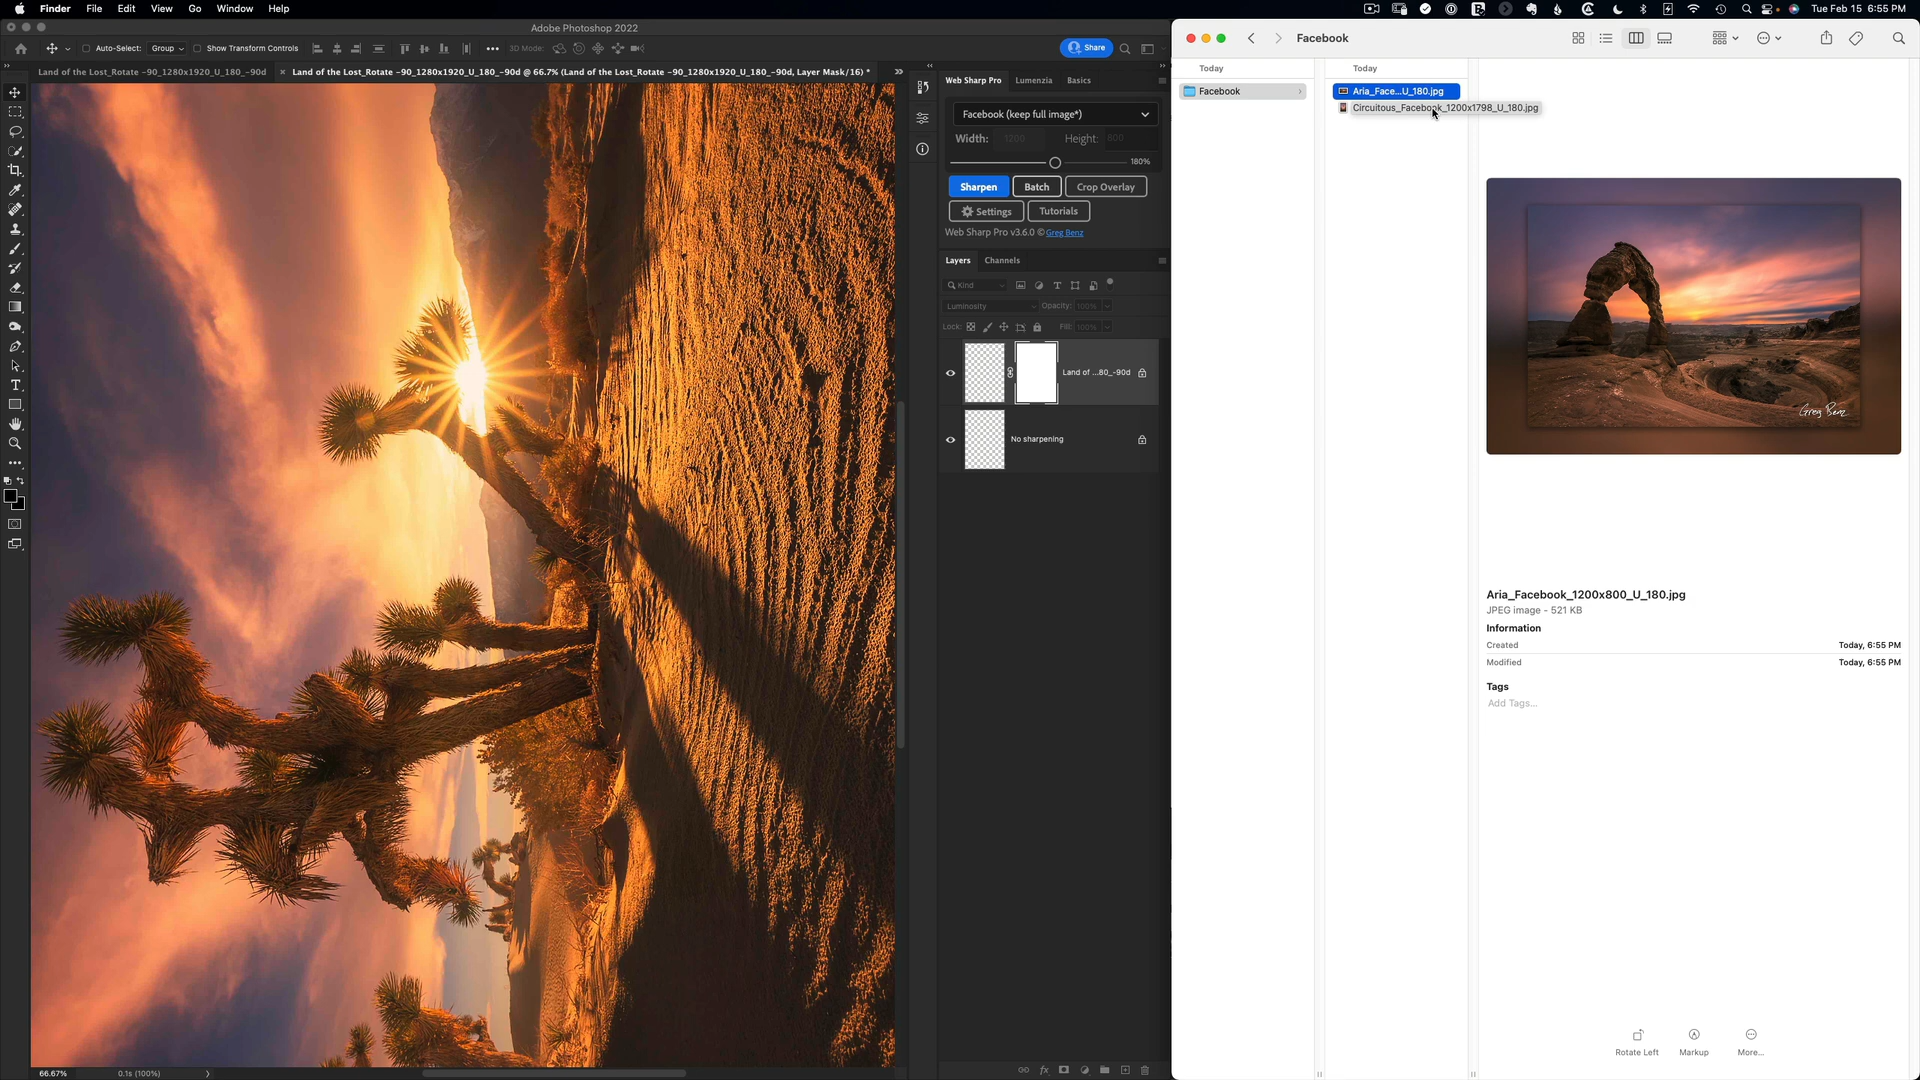 Finder File Edit View Go Window Help
Tue Feb 15 6:55 PM
Adobe Photoshop 2022
Auto-Select: Group Show Transform Controls
3D Mode:
Share
Land of the Lost_Rotate -90_1280x1920_U_180_-90d
Land of the Lost_Rotate -90_1280x1920_U_180_-90d @ 66.7% (Land of the Lost_Rotate -90_1280x1920_U_180_-90d, Layer Mask/16) *
Web Sharp Pro Lumenzia Basics
Facebook (keep full image*)
Width: 1200 Height: 800
180%
Sharpen Batch Crop Overlay
Settings Tutorials
Web Sharp Pro v3.6.0 © Greg Benz
Layers Channels
Kind
Luminosity Opacity: 100%
Lock: Fill: 100%
Land of ...80_-90d
No sharpening
66.67% 0.1s (100%)
Facebook
Today
Facebook
Today
Aria_Face...U_180.jpg
Circuitous_Facebook_1200x1798_U_180.jpg
Greg Benz
Aria_Facebook_1200x800_U_180.jpg
JPEG image - 521 KB
Information
Created Today, 6:55 PM
Modified Today, 6:55 PM
Tags
Add Tags...
Rotate Left Markup More...